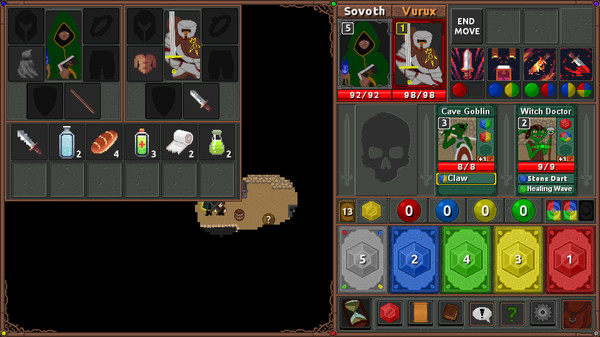 Sovoth Vurux
5 1
92/92 98/98
END
MOVE
Cave Goblin Witch Doctor
3 2
+1 +1
8/8 9/9
Claw Stone Dart
Healing Wave
2 4 3 2 2
?
13 0 0 0 0
5 2 4 3 1
! ?